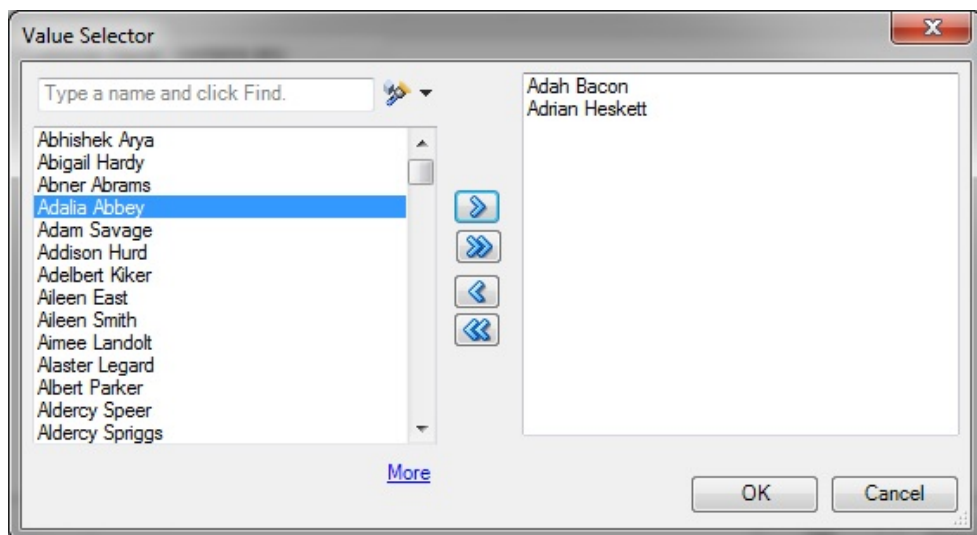 Value Selector
Type a name and click Find.
Abhishek Arya
Abigail Hardy
Abner Abrams
Adalia Abbey
Adam Savage
Addison Hurd
Adelbert Kiker
Aileen East
Aileen Smith
Aimee Landolt
Alaster Legard
Albert Parker
Aldercy Speer
Aldercy Spriggs
More
Adah Bacon
Adrian Heskett
OK
Cancel